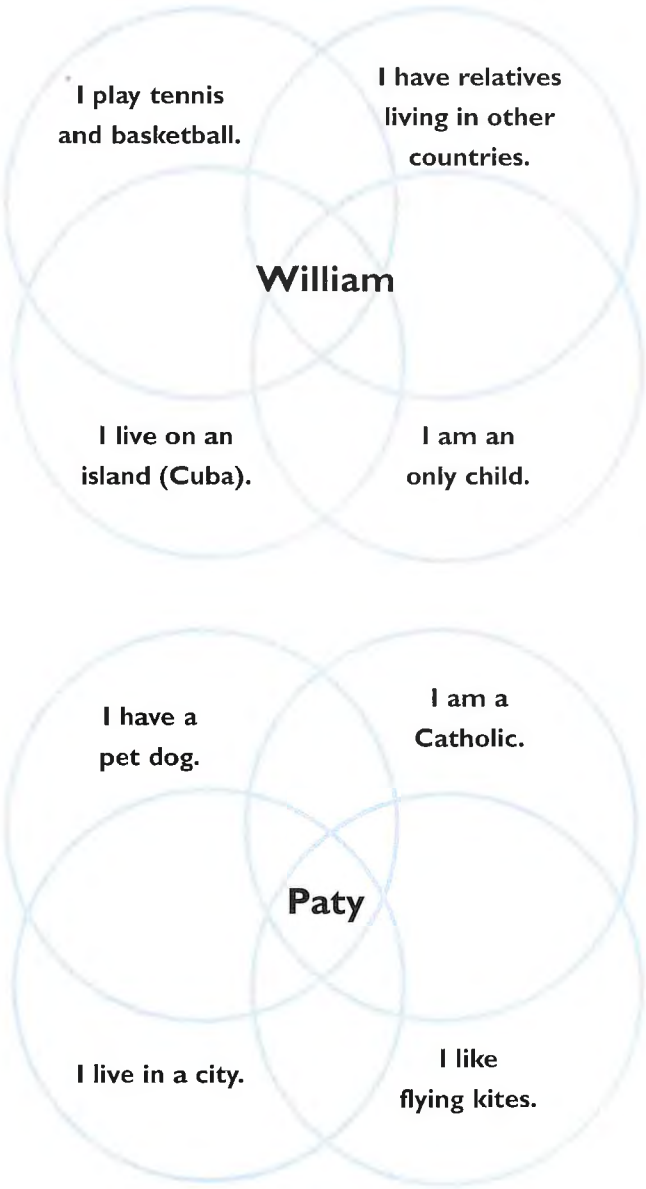 I play tennis
and basketball.
I have relatives
living in other
countries.
William
I live on an
island (Cuba).
I am an
only child.
I have a
pet dog.
I am a
Catholic.
Paty
I live in a city.
I like
flying kites.